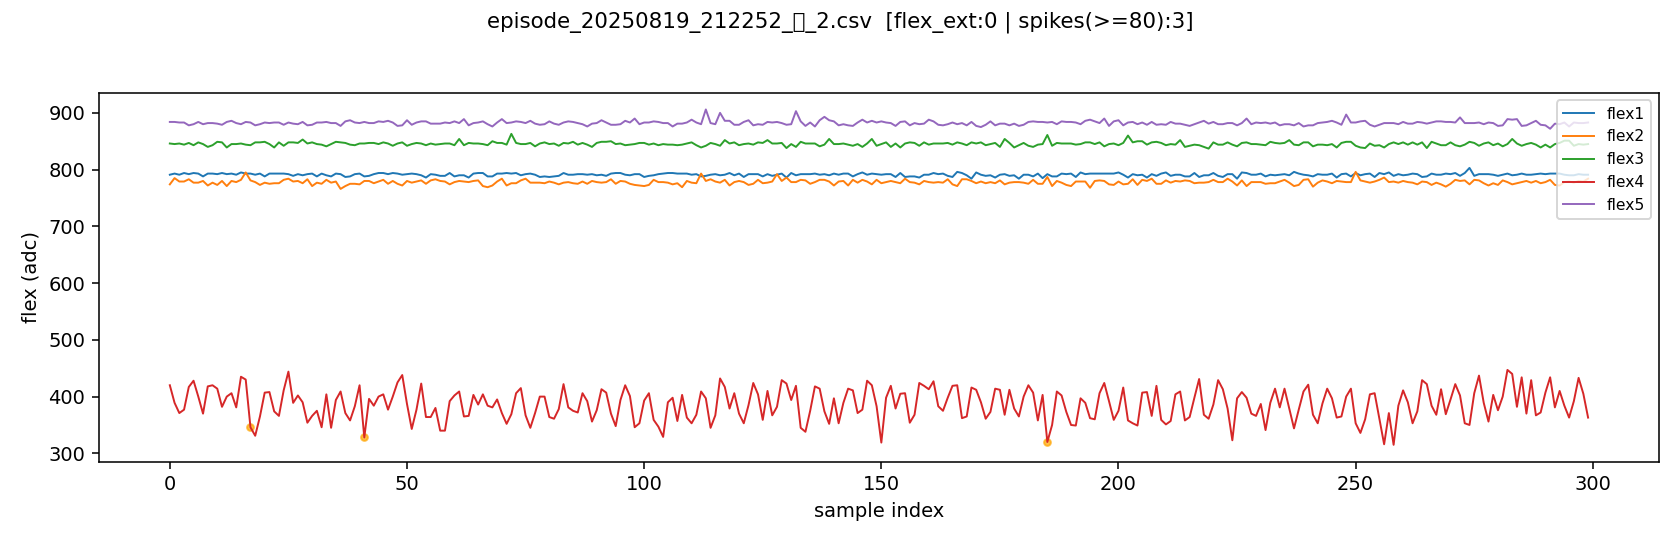 episode_20250819_212252_▯_2.csv  [flex_ext:0 | spikes(>=80):3]
flex (adc)
900
800
700
600
500
400
300
0
50
100
150
200
250
300
sample index
flex1
flex2
flex3
flex4
flex5